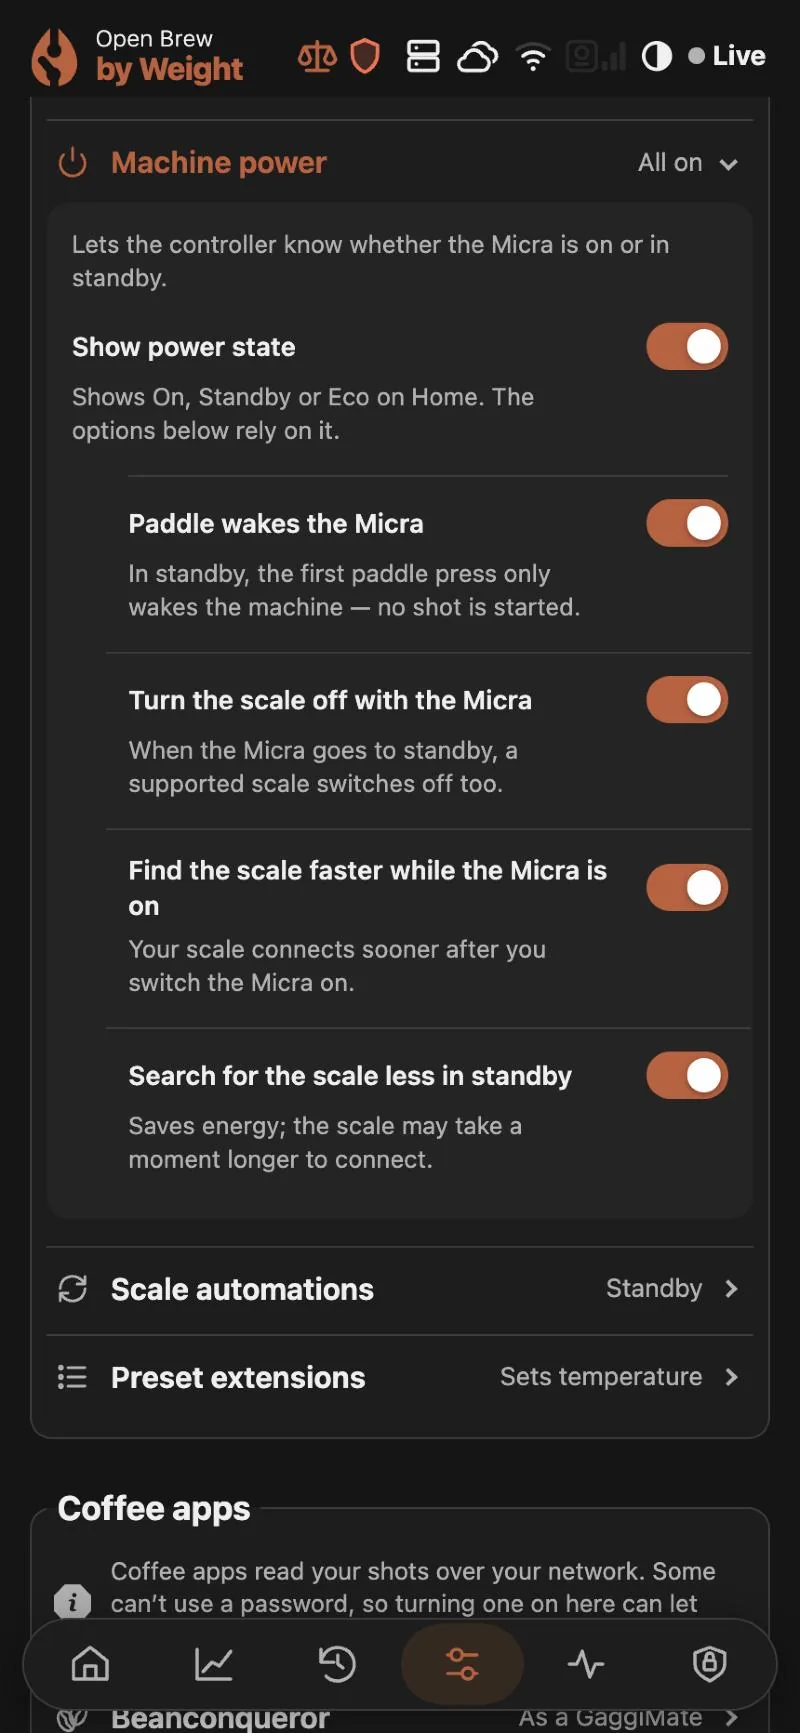 Open Brew
by Weight
Live
Machine power
All on
Lets the controller know whether the Micra is on or in
standby.
Show power state
Shows On, Standby or Eco on Home. The
options below rely on it.
Paddle wakes the Micra
In standby, the first paddle press only
wakes the machine — no shot is started.
Turn the scale off with the Micra
When the Micra goes to standby, a
supported scale switches off too.
Find the scale faster while the Micra is
on
Your scale connects sooner after you
switch the Micra on.
Search for the scale less in standby
Saves energy; the scale may take a
moment longer to connect.
Scale automations
Standby
Preset extensions
Sets temperature
Coffee apps
Coffee apps read your shots over your network. Some
can’t use a password, so turning one on here can let
Beanconqueror
As a GaggiMate